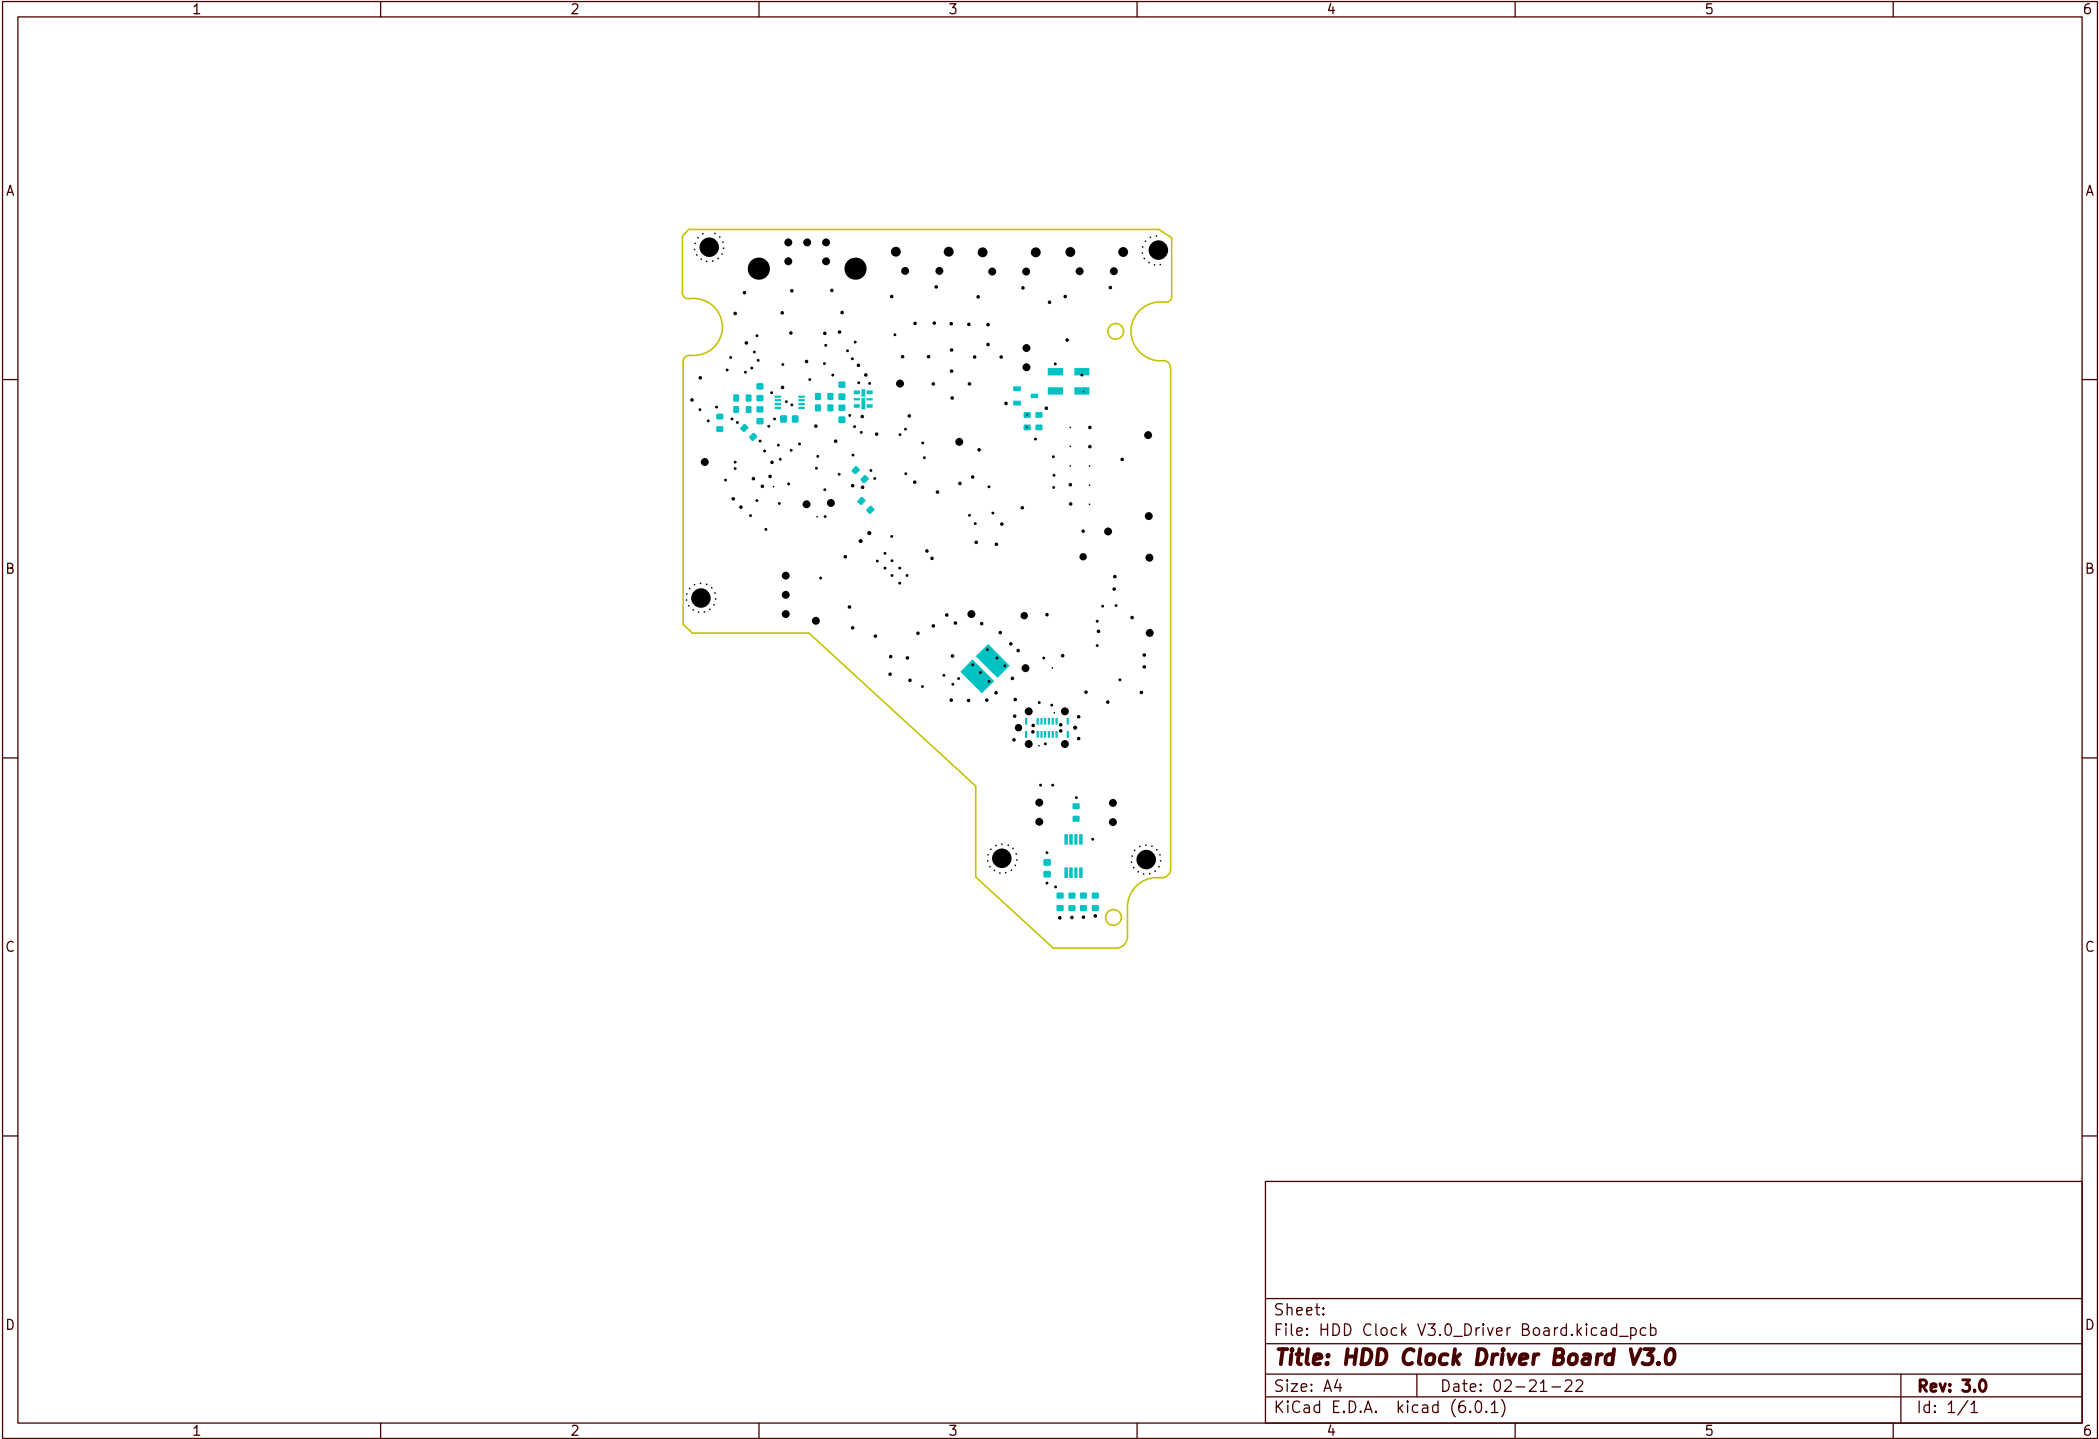 1 2 3 4 5 6
A A
B B
C C
D D
Sheet:
File: HDD Clock V3.0_Driver Board.kicad_pcb
Title: HDD Clock Driver Board V3.0
Size: A4 Date: 02-21-22 Rev: 3.0
KiCad E.D.A. kicad (6.0.1) Id: 1/1
1 2 3 4 5 6